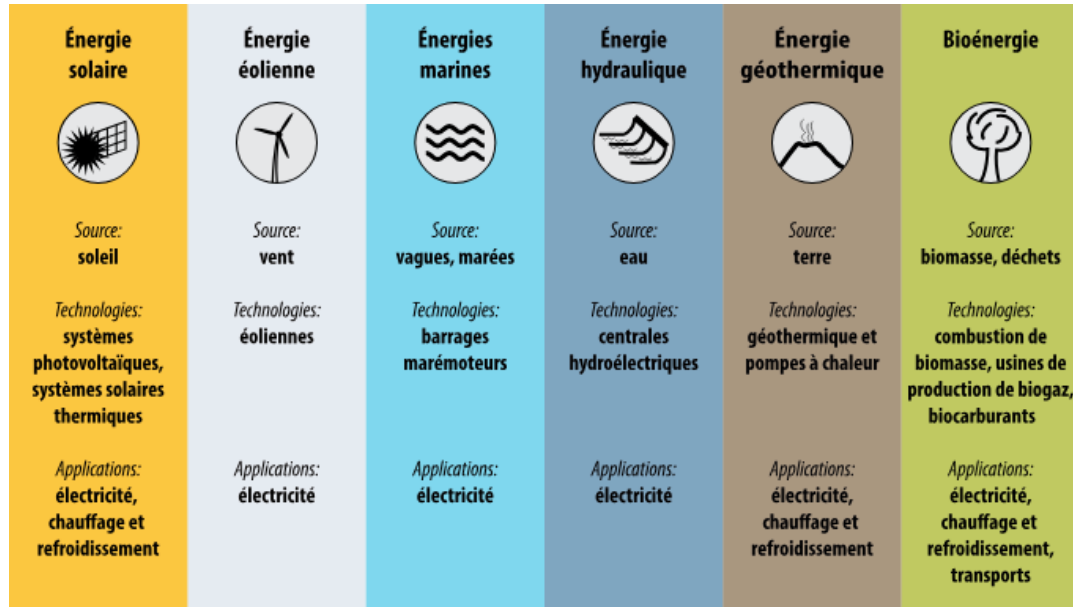 Énergie
solaire
Source:
soleil
Technologies:
systèmes
photovoltaïques,
systèmes solaires
thermiques
Applications:
électricité,
chauffage et
refroidissement
Énergie
éolienne
Source:
vent
Technologies:
éoliennes
Applications:
électricité
Énergies
marines
Source:
vagues, marées
Technologies:
barrages
marémoteurs
Applications:
électricité
Énergie
hydraulique
Source:
eau
Technologies:
centrales
hydroélectriques
Applications:
électricité
Énergie
géothermique
Source:
terre
Technologies:
géothermique et
pompes à chaleur
Applications:
électricité,
chauffage et
refroidissement
Bioénergie
Source:
biomasse, déchets
Technologies:
combustion de
biomasse, usines de
production de biogaz,
biocarburants
Applications:
électricité,
chauffage et
refroidissement,
transports